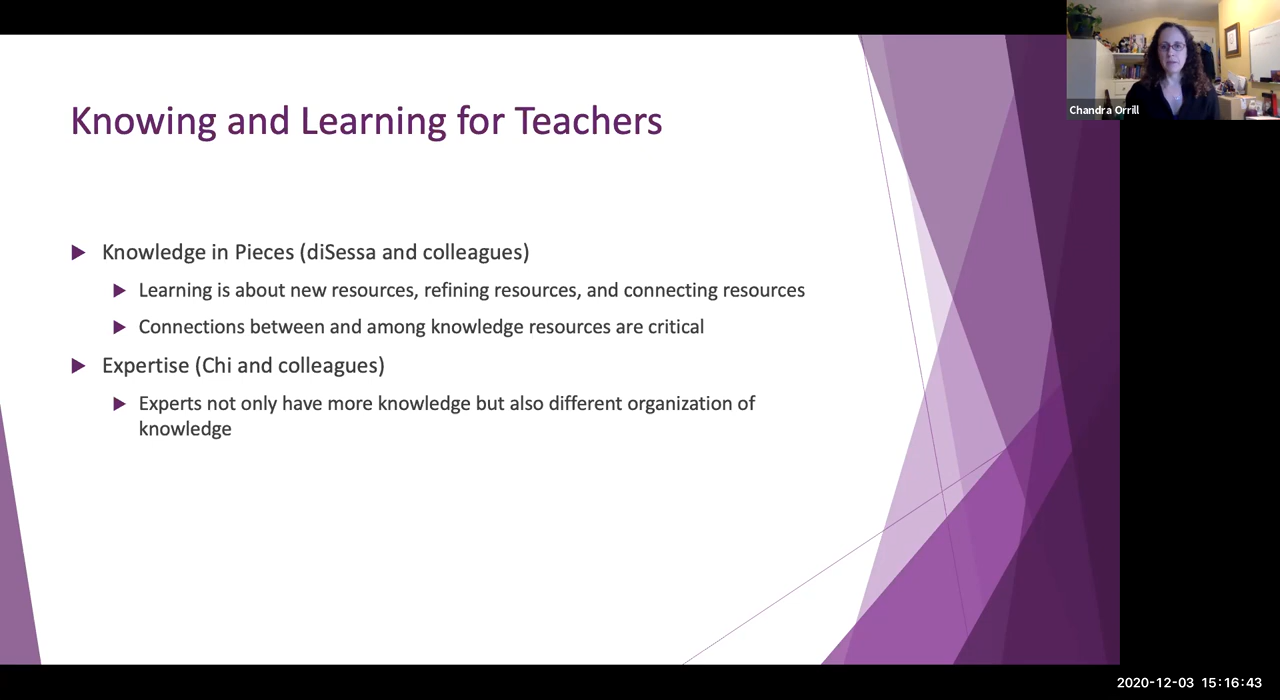 Knowing and Learning for Teachers
Knowledge in Pieces (diSessa and colleagues)
Learning is about new resources, refining resources, and connecting resources
Connections between and among knowledge resources are critical
Expertise (Chi and colleagues)
Experts not only have more knowledge but also different organization of
knowledge
Chandra Orrill
2020-12-03 15:16:43